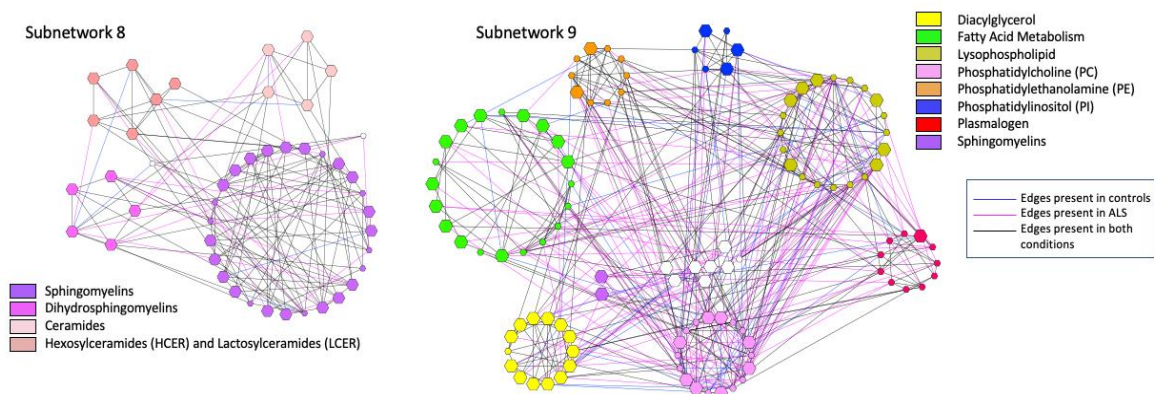 Subnetwork 8
Subnetwork 9
Diacylglycerol
Fatty Acid Metabolism
Lysophospholipid
Phosphatidylcholine (PC)
Phosphatidylethanolamine (PE)
Phosphatidylinositol (PI)
Plasmalogen
Sphingomyelins
Edges present in controls
Edges present in ALS
Edges present in both
conditions
Sphingomyelins
Dihydrosphingomyelins
Ceramides
Hexosylceramides (HCER) and Lactosylceramides (LCER)